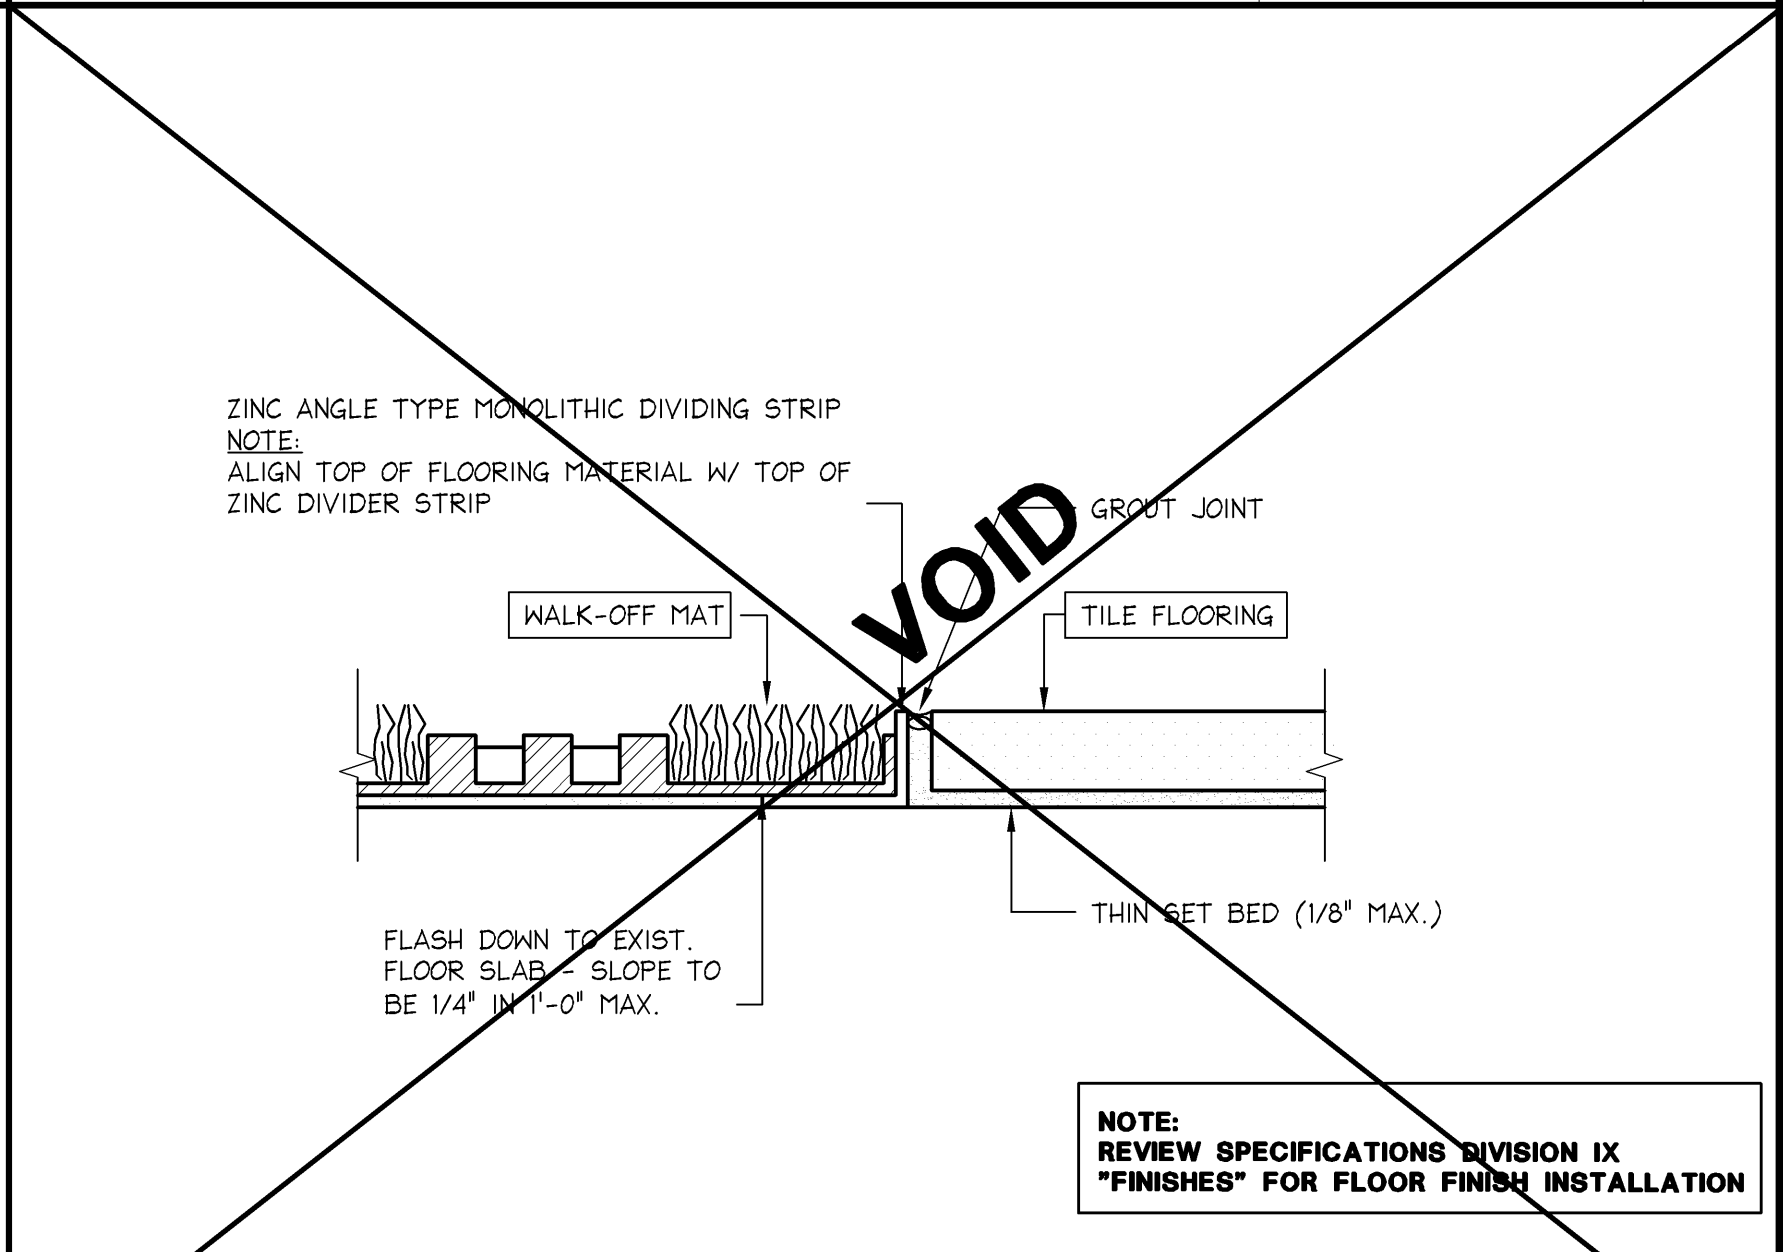 ZINC ANGLE TYPE MONOLITHIC DIVIDING STRIP
NOTE:
ALIGN TOP OF FLOORING MATERIAL W/ TOP OF
ZINC DIVIDER STRIP
VOID
GROUT JOINT
WALK-OFF MAT
TILE FLOORING
THIN SET BED (1/8" MAX.)
FLASH DOWN TO EXIST.
FLOOR SLAB - SLOPE TO
BE 1/4" IN 1'-0" MAX.
NOTE:
REVIEW SPECIFICATIONS DIVISION IX
"FINISHES" FOR FLOOR FINISH INSTALLATION